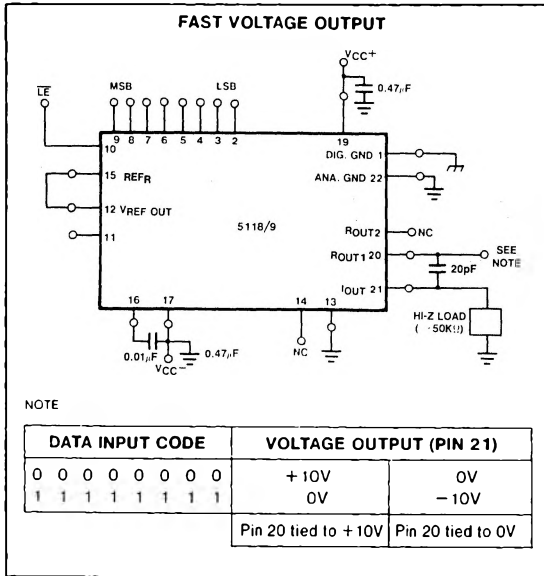 FAST VOLTAGE OUTPUT
VCC+
0.47μF
LE
MSB LSB
9 8 7 6 5 4 3 2
19
10
DIG. GND 1
15 REFR
ANA. GND 22
12 VREF OUT
11
5118/9
ROUT2 NC
ROUT1 20
SEE
NOTE
20pF
IOUT 21
HI-Z LOAD
50KΩ
16 17 14 13
0.01μF 0.47μF
VCC-
NC
NOTE
DATA INPUT CODE VOLTAGE OUTPUT (PIN 21)
0 0 0 0 0 0 0 0 +10V 0V
1 1 1 1 1 1 1 1 0V -10V
Pin 20 tied to +10V Pin 20 tied to 0V